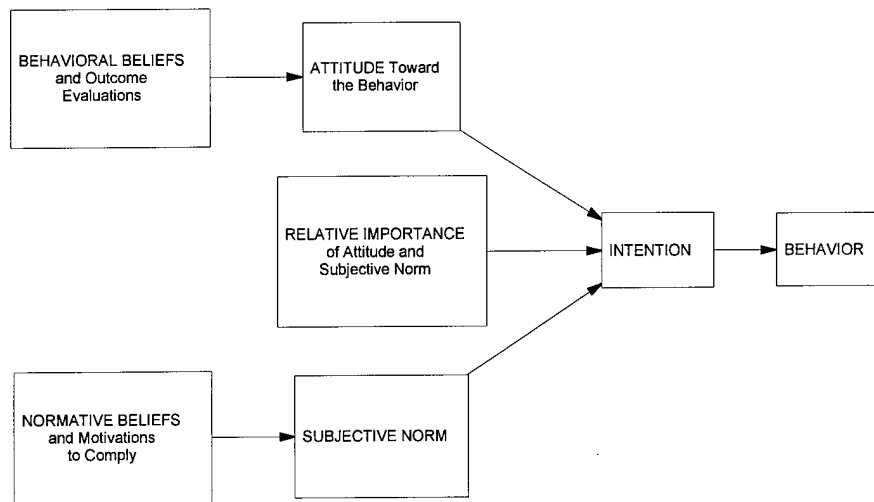 BEHAVIORAL BELIEFS
and Outcome
Evaluations
ATTITUDE Toward
the Behavior
RELATIVE IMPORTANCE
of Attitude and
Subjective Norm
INTENTION
BEHAVIOR
NORMATIVE BELIEFS
and Motivations
to Comply
SUBJECTIVE NORM